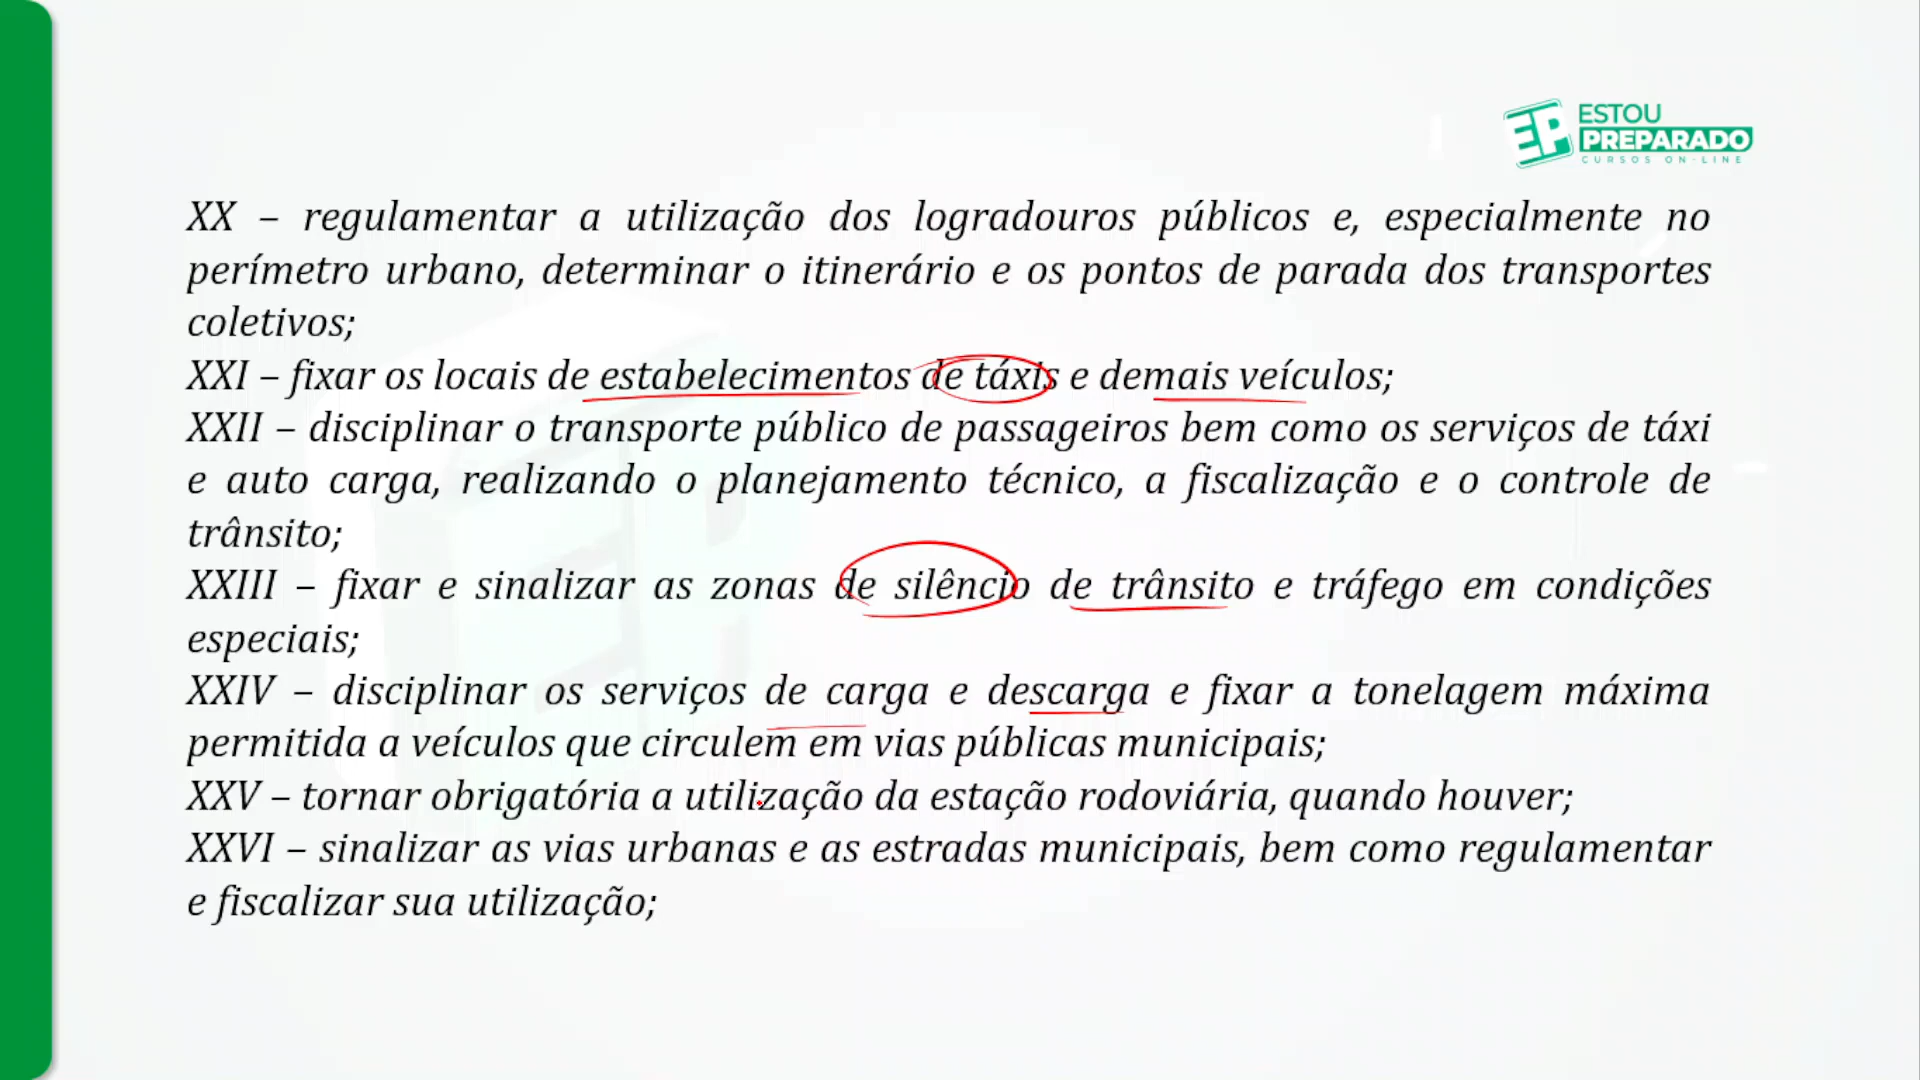 ESTOU
EP PREPARADO
CURSOS ON-LINE
XX – regulamentar a utilização dos logradouros públicos e, especialmente no
perímetro urbano, determinar o itinerário e os pontos de parada dos transportes
coletivos;
XXI – fixar os locais de estabelecimentos de táxis e demais veículos;
XXII – disciplinar o transporte público de passageiros bem como os serviços de táxi
e auto carga, realizando o planejamento técnico, a fiscalização e o controle de
trânsito;
XXIII – fixar e sinalizar as zonas de silêncio de trânsito e tráfego em condições
especiais;
XXIV – disciplinar os serviços de carga e descarga e fixar a tonelagem máxima
permitida a veículos que circulem em vias públicas municipais;
XXV – tornar obrigatória a utilização da estação rodoviária, quando houver;
XXVI – sinalizar as vias urbanas e as estradas municipais, bem como regulamentar
e fiscalizar sua utilização;